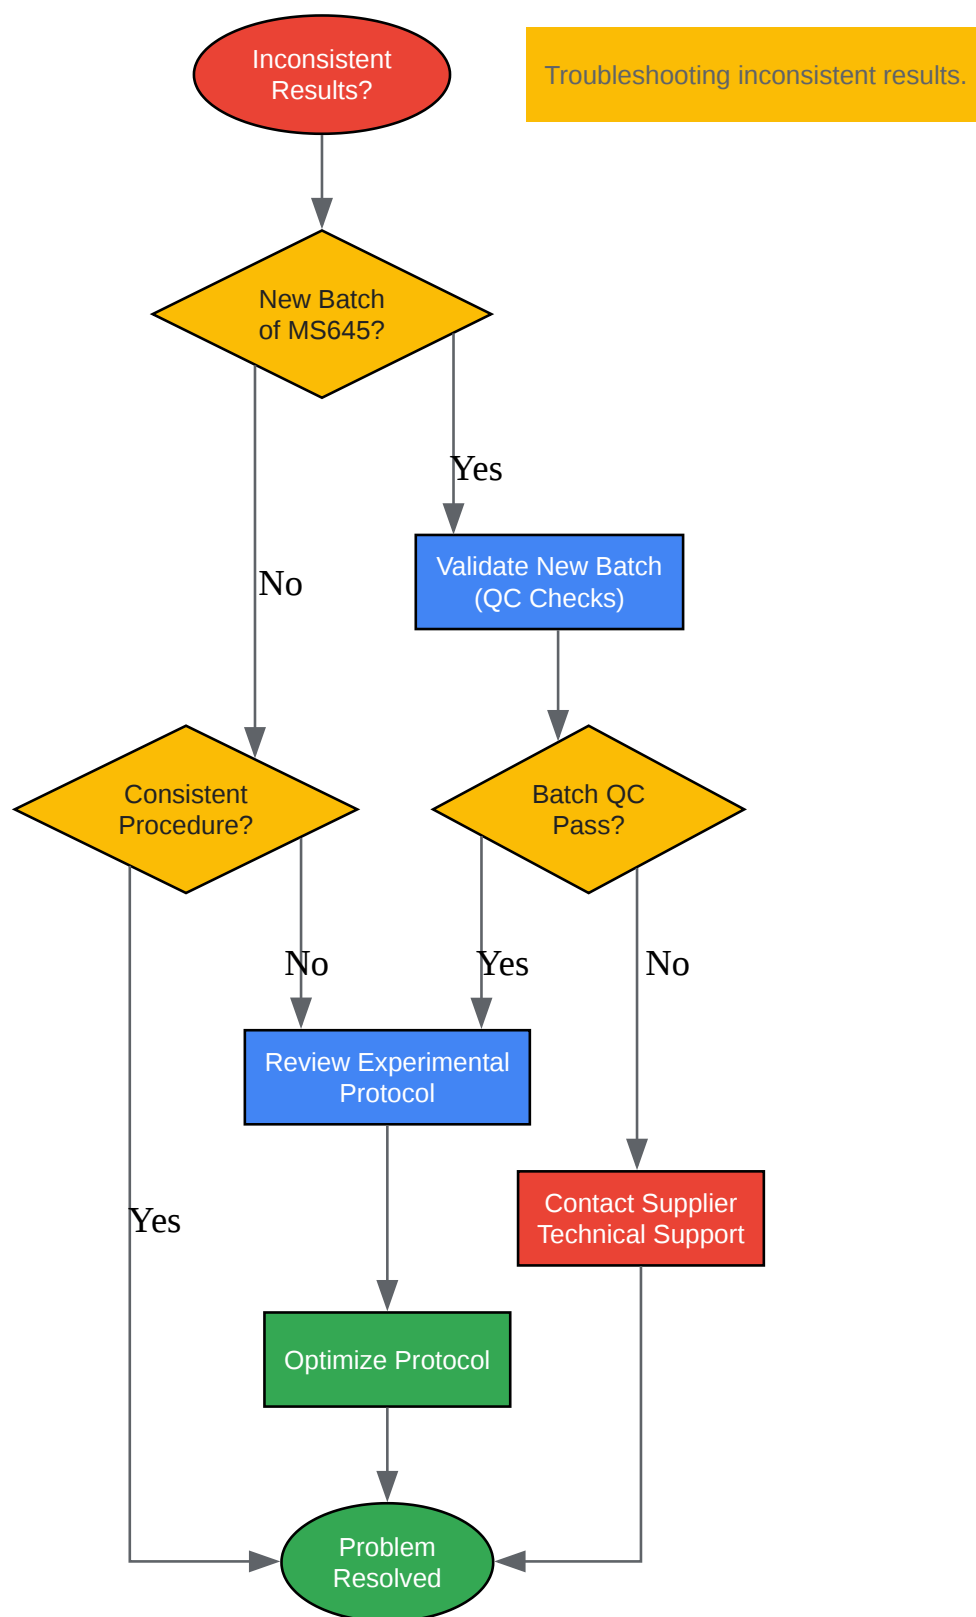 Inconsistent
Results?
Troubleshooting inconsistent results.
New Batch
of MS645?
Yes
No
Validate New Batch
(QC Checks)
Consistent
Procedure?
Batch QC
Pass?
No
Yes
No
Review Experimental
Protocol
Yes
Contact Supplier
Technical Support
Optimize Protocol
Problem
Resolved